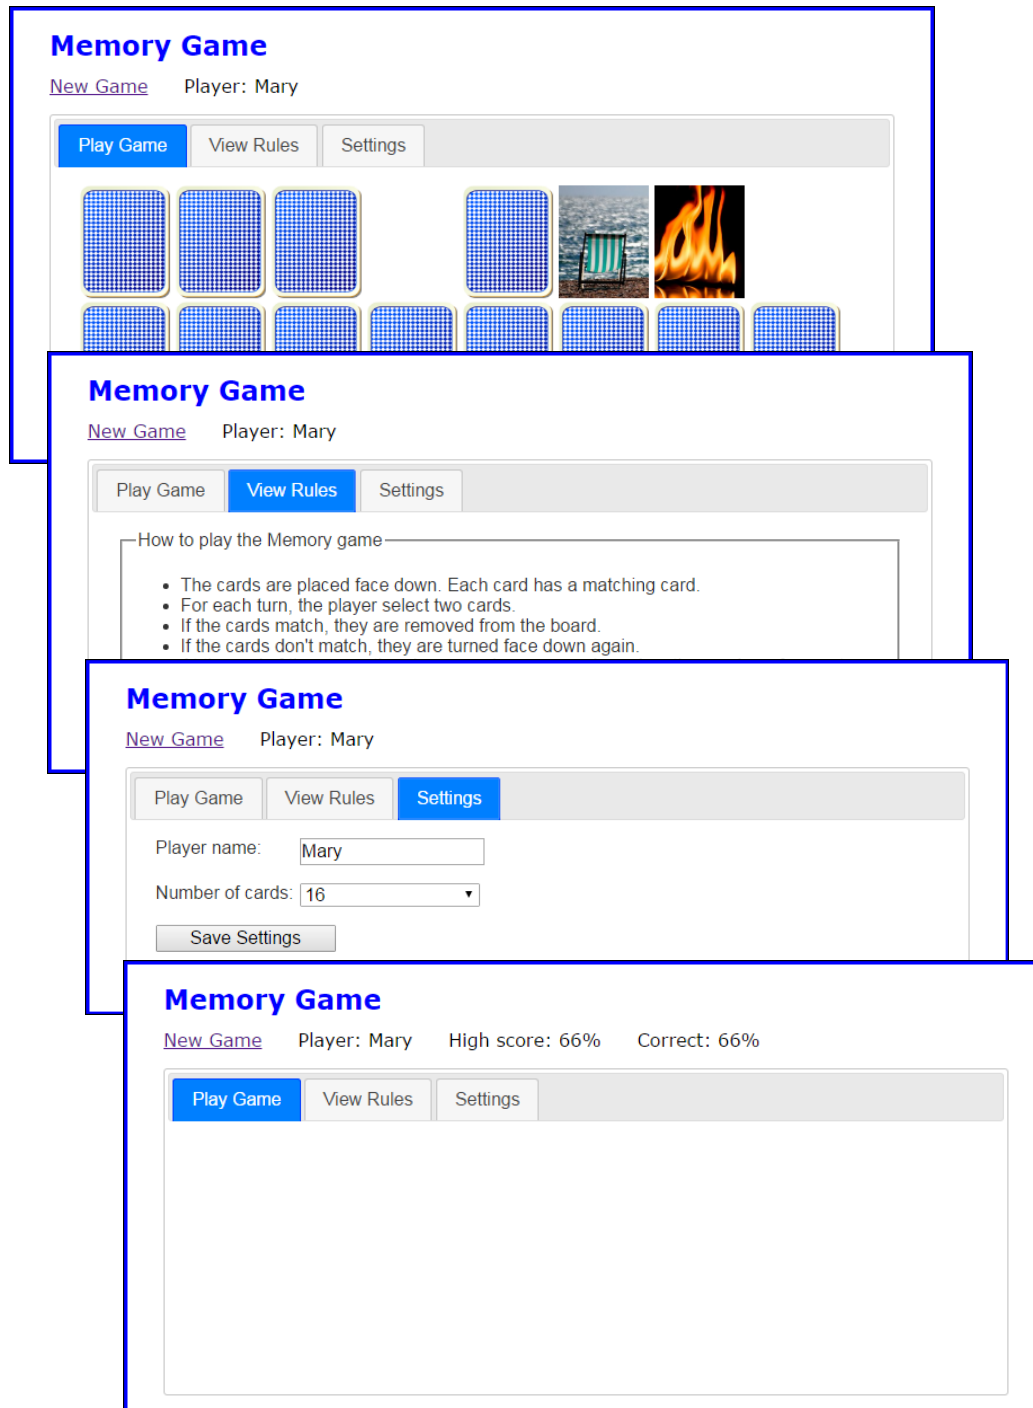 Memory Game
New Game Player: Mary
Play Game View Rules Settings
Memory Game
New Game Player: Mary
Play Game View Rules Settings
How to play the Memory game
• The cards are placed face down. Each card has a matching card.
• For each turn, the player select two cards.
• If the cards match, they are removed from the board.
• If the cards don't match, they are turned face down again.
Memory Game
New Game Player: Mary
Play Game View Rules Settings
Player name: Mary
Number of cards: 16
Save Settings
Memory Game
New Game Player: Mary High score: 66% Correct: 66%
Play Game View Rules Settings